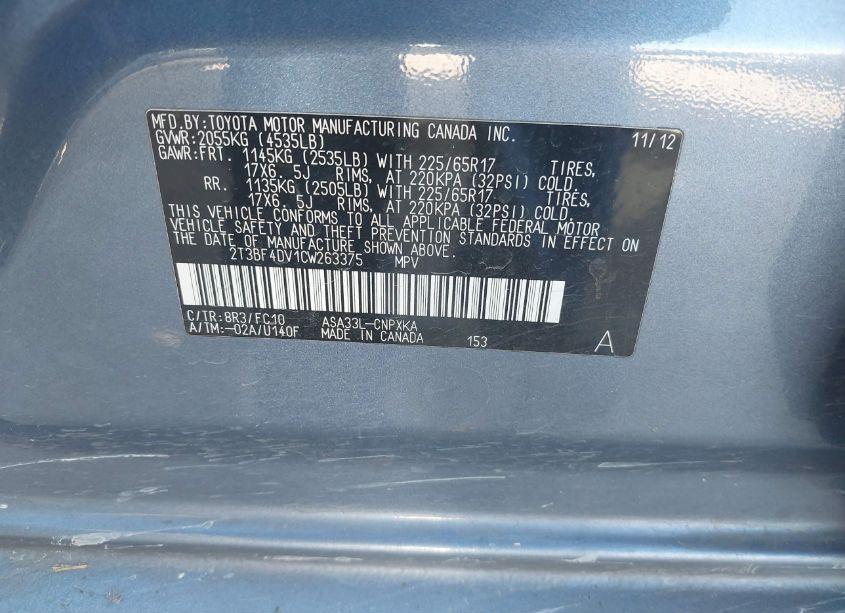 MFD.BY:TOYOTA MOTOR MANUFACTURING CANADA INC. 11/12
GVWR:2055KG (4535LB)
GAWR:FRT. 1145KG (2535LB) WITH 225/65R17 TIRES,
17X6. 5J RIMS, AT 220KPA (32PSI) COLD.
RR. 1135KG (2505LB) WITH 225/65R17 TIRES,
17X6. 5J RIMS, AT 220KPA (32PSI) COLD.
THIS VEHICLE CONFORMS TO ALL APPLICABLE FEDERAL MOTOR
VEHICLE SAFETY AND THEFT PREVENTION STANDARDS IN EFFECT ON
THE DATE OF MANUFACTURE SHOWN ABOVE.
2T3BF4DV1CW263375 MPV
C/TR:8R3/FC10 ASA33L-CNPXKA
A/TM:-02A/U140F MADE IN CANADA 153 A